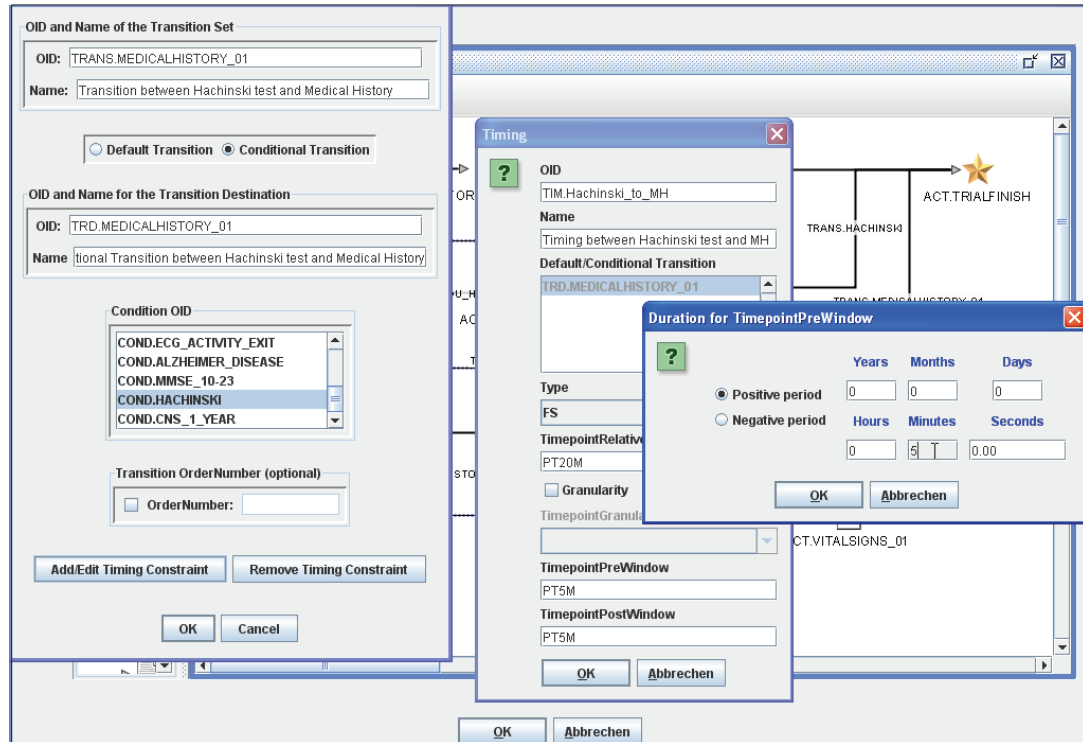 OID and Name of the Transition Set
OID: TRANS.MEDICALHISTORY_01
Name: Transition between Hachinski test and Medical History
Default Transition Conditional Transition
OID and Name for the Transition Destination
OID: TRD.MEDICALHISTORY_01
Name tional Transition between Hachinski test and Medical History
Condition OID
COND.ECG_ACTIVITY_EXIT
COND.ALZHEIMER_DISEASE
COND.MMSE_10-23
COND.HACHINSKI
COND.CNS_1_YEAR
Transition OrderNumber (optional)
OrderNumber:
Add/Edit Timing Constraint Remove Timing Constraint
OK Cancel
Timing
?
OID
TIM.Hachinski_to_MH
Name
Timing between Hachinski test and MH
Default/Conditional Transition
TRD.MEDICALHISTORY_01
Type
FS
TimepointRelative
PT20M
Granularity
TimepointGranula
TimepointPreWindow
PT5M
TimepointPostWindow
PT5M
OK Abbrechen
OK Abbrechen
ACT.TRIALFINISH
TRANS.HACHINSKI
Duration for TimepointPreWindow
?
Positive period
Negative period
Years Months Days
0 0 0
Hours Minutes Seconds
0 5 0.00
OK Abbrechen
CT.VITALSIGNS_01